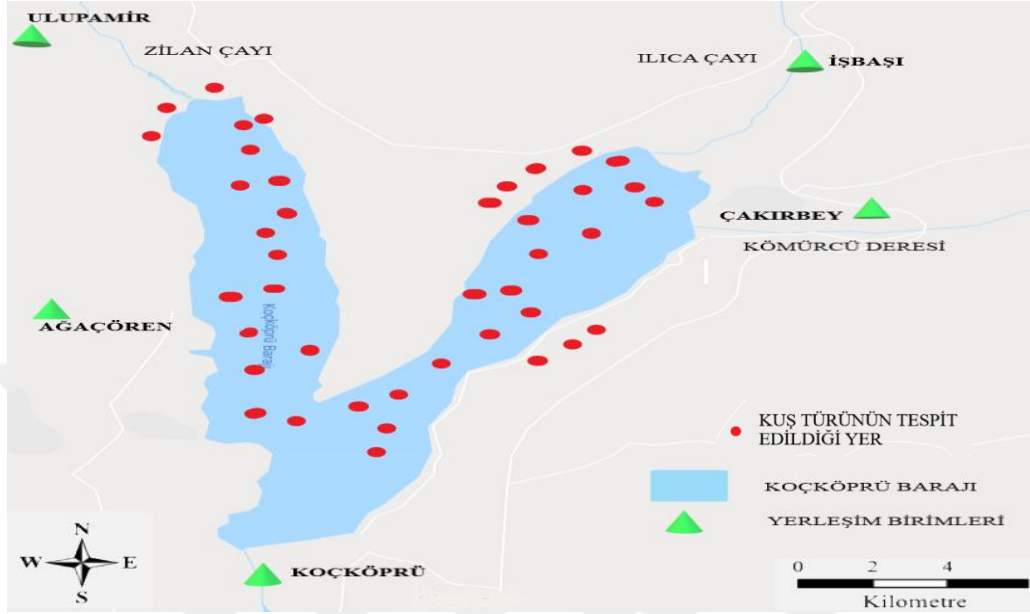 ULUPAMİR
ZİLAN ÇAYI
ILICA ÇAYI
İŞBAŞI
ÇAKIRBEY
KÖMÜRCÜ DERESİ
AĞAÇÖREN
Koçköprü Barajı
KUŞ TÜRÜNÜN TESPİT
EDİLDİĞİ YER
KOÇKÖPRÜ BARAJI
YERLEŞİM BİRİMLERİ
N
W E
S
KOÇKÖPRÜ
0 2 4
Kilometre